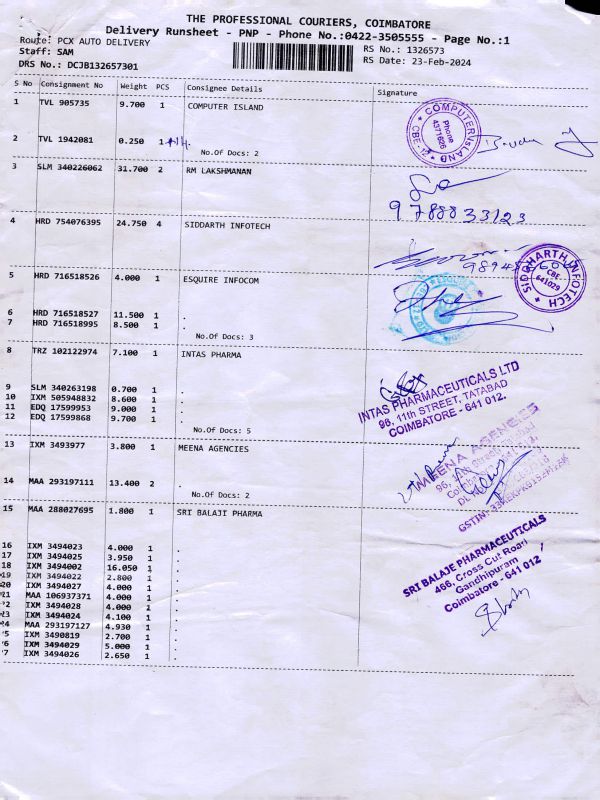 THE PROFESSIONAL COURIERS, COIMBATORE
Delivery Runsheet - PNP - Phone No.:0422-3505555 - Page No.:1
Route: PCX AUTO DELIVERY
RS No.: 1326573
Staff: SAM
RS Date: 23-Feb-2024
DRS No.: DCJB132657301
S No Consignment No Weight PCS Consignee Details Signature
1 TVL 905735 9.700 1 COMPUTER ISLAND
COMPUTER ISLAND CBE-12 Phone 4371626
2 TVL 1942081 0.250 1
No.Of Docs: 2
3 SLM 340226062 31.700 2 RM LAKSHMANAN
9788833123
4 HRD 754076395 24.750 4 SIDDARTH INFOTECH
SIDDHARTH INFOTECH CBE. 641029
5 HRD 716518526 4.000 1 ESQUIRE INFOCOM
6 HRD 716518527 11.500 1 .
7 HRD 716518995 8.500 1 .
No.Of Docs: 3
8 TRZ 102122974 7.100 1 INTAS PHARMA
INTAS PHARMACEUTICALS LTD
96, 11th STREET, TATABAD
COIMBATORE - 641 012.
9 SLM 340263198 0.700 1 .
10 IXM 505948832 8.600 1 .
11 EDQ 17599953 9.000 1 .
12 EDQ 17599868 9.700 1 .
No.Of Docs: 5
13 IXM 3493977 3.800 1 MEENA AGENCIES
MEENA AGENCIES
14 MAA 293197111 13.400 2 .
No.Of Docs: 2
15 MAA 288027695 1.800 1 SRI BALAJI PHARMA
SRI BALAJE PHARMACEUTICALS
466, Cross Cut Road
Gandhipuram
Coimbatore - 641 012
16 IXM 3494023 4.000 1 .
17 IXM 3494025 3.950 1 .
18 IXM 3494002 16.050 1 .
19 IXM 3494022 2.800 1 .
20 IXM 3494027 4.000 1 .
21 MAA 106937371 4.000 1 .
2 IXM 3494028 4.000 1 .
23 IXM 3494024 4.100 1 .
24 MAA 293197127 4.930 1 .
5 IXM 3490819 2.700 1 .
6 IXM 3494029 5.000 1 .
7 IXM 3494026 2.650 1 .